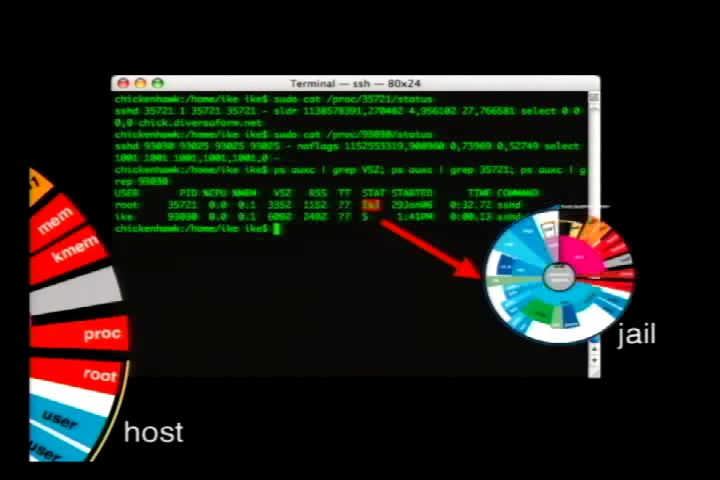 Terminal — ssh — 80x24
chickenhawk:/home/ike ike$ sudo cat /proc/35721/status
sshd 35721 1 35721 35721 - sldr 1138578391,270482 4,956102 27,766581 select 0 0
0,0 chick.diversaform.net
chickenhawk:/home/ike ike$ sudo cat /proc/93030/status
sshd 93030 93025 93025 - noflags 1152553319,908960 0,73969 0,52749 select
1001 1001 1001,1001,1001,0 -
chickenhawk:/home/ike ike$ ps auxc | grep VSZ; ps auxc | grep 35721; ps auxc | g
rep 93030
USER PID %CPU %MEM VSZ RSS TT STAT STARTED TIME COMMAND
root 35721 0.0 0.1 3352 1152 ?? 29Jan06 0:32.72 sshd
ike 93030 0.0 0.1 6092 2492 ?? S 1:41PM 0:00.13 sshd
chickenhawk:/home/ike ike$
mem
kmem
proc
root
user
user
host
jail